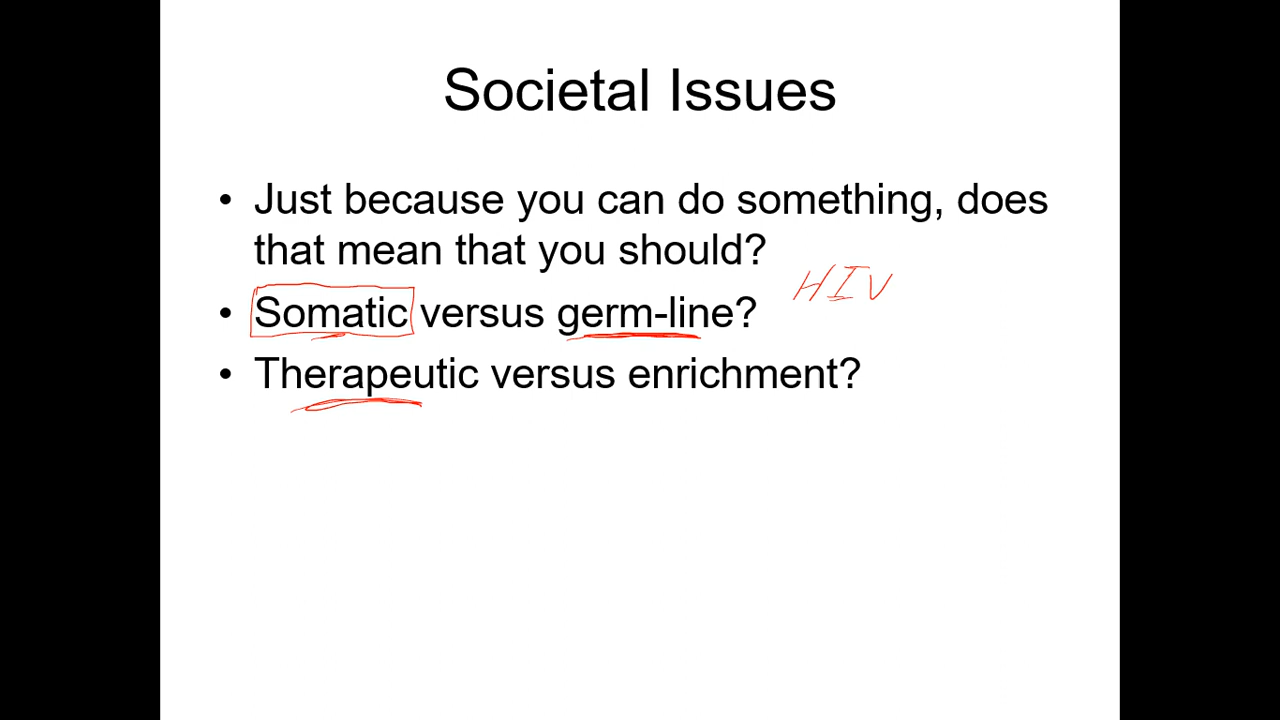 Societal Issues
• Just because you can do something, does
that mean that you should?
HIV
• Somatic versus germ-line?
• Therapeutic versus enrichment?